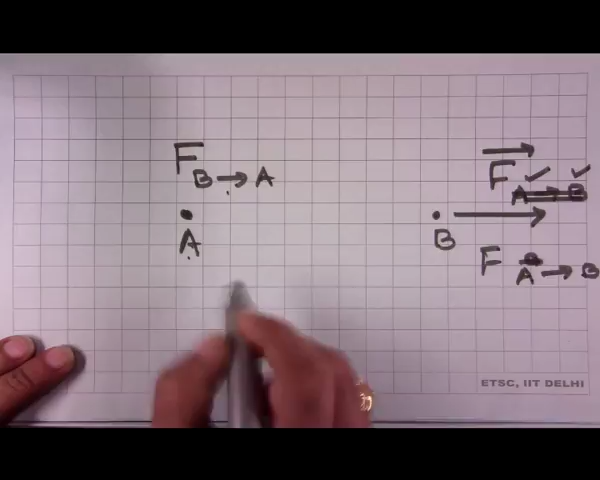 F B → A
F A → B
A
B
F A → B
ETSC, IIT DELHI